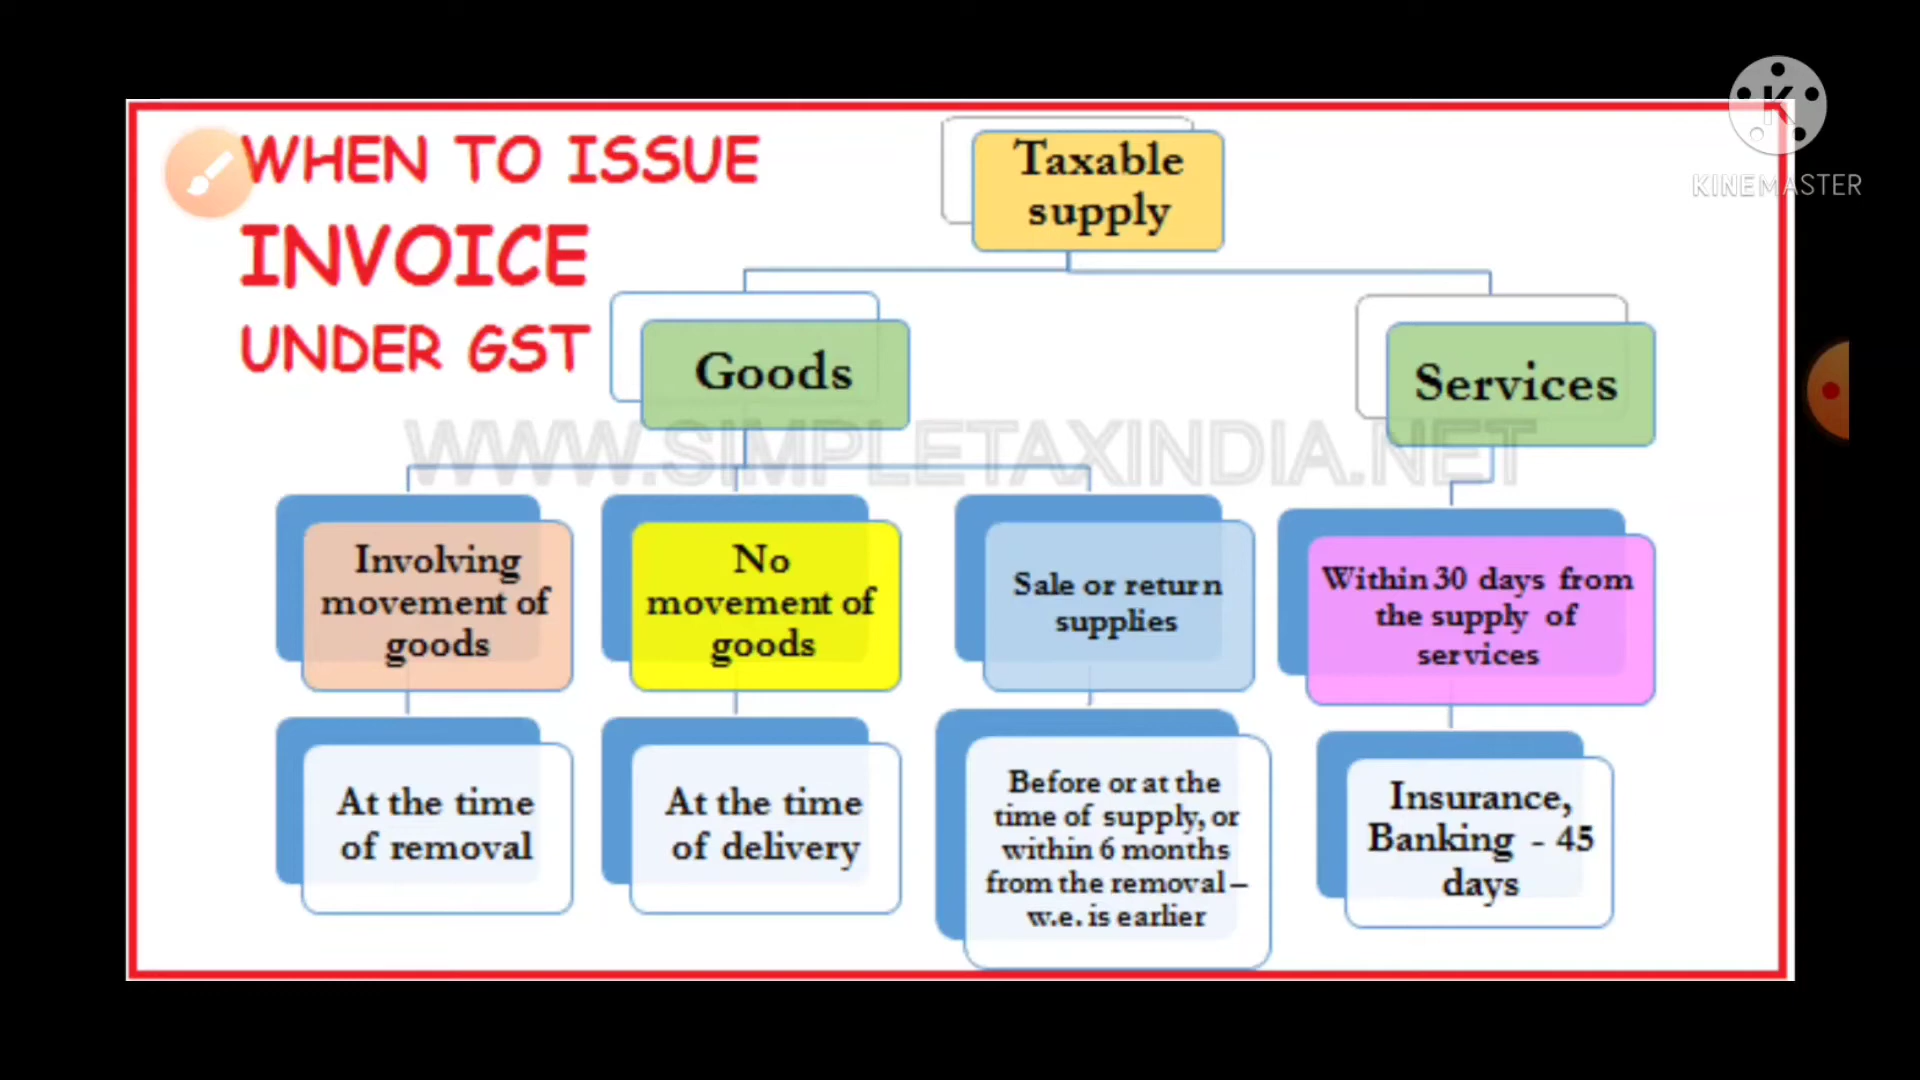 WHEN TO ISSUE
INVOICE
UNDER GST
K
KINEMASTER
Taxable
supply
Goods
Services
WWW.SIMPLETAXINDIA.NET
Involving
movement of
goods
No
movement of
goods
Sale or return
supplies
Within 30 days from
the supply of
services
At the time
of removal
At the time
of delivery
Before or at the
time of supply, or
within 6 months
from the removal –
w.e. is earlier
Insurance,
Banking - 45
days